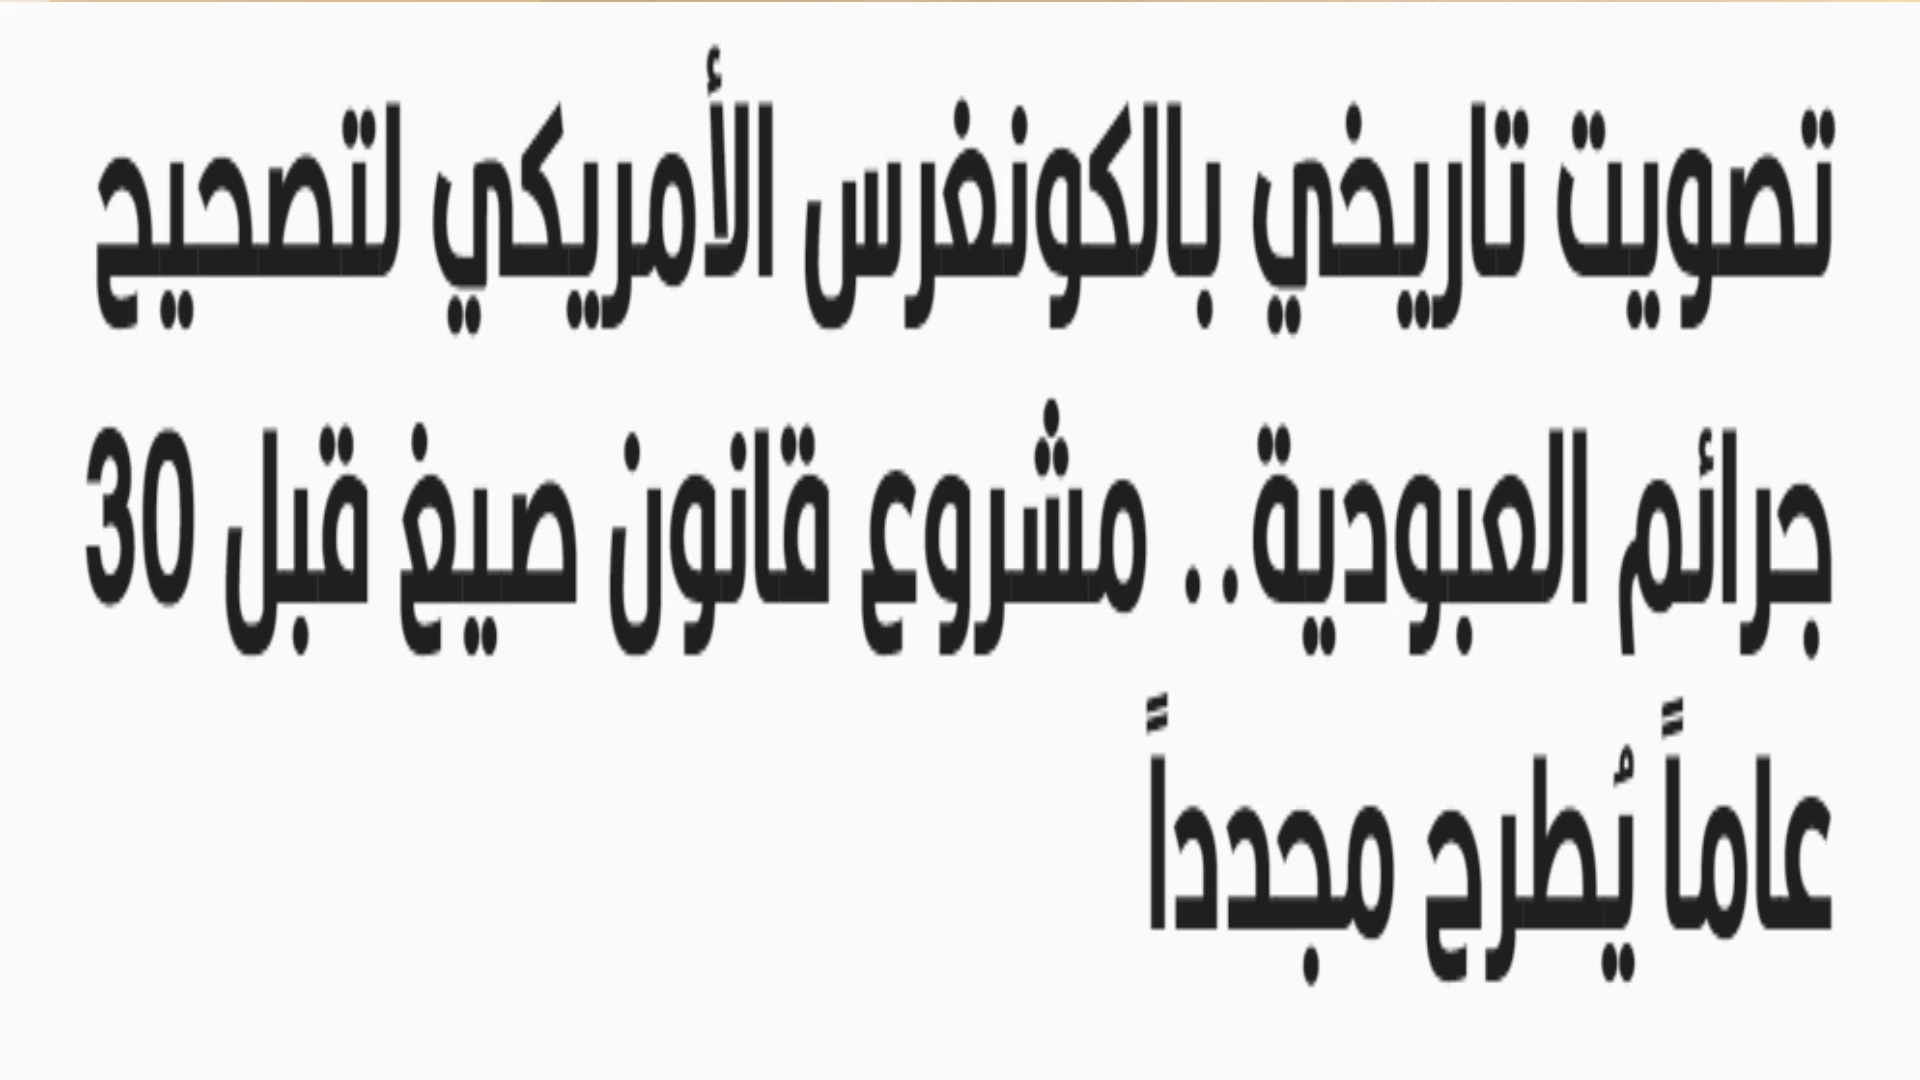 تصويت تاريخي بالكونغرس الأمريكي لتصحيح
جرائم العبودية.. مشروع قانون صيغ قبل 30
عاماً يُطرح مجدداً